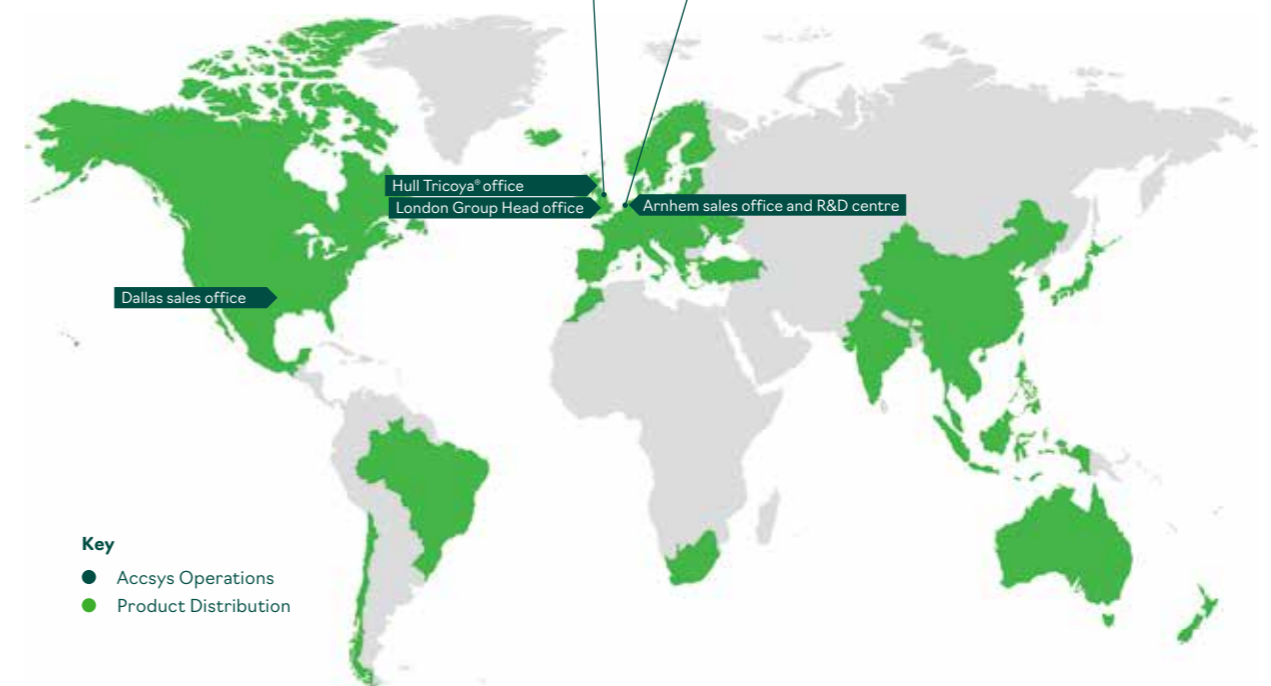 Hull Tricoya® office
London Group Head office
Arnhem sales office and R&D centre
Dallas sales office
Key
Accsys Operations
Product Distribution